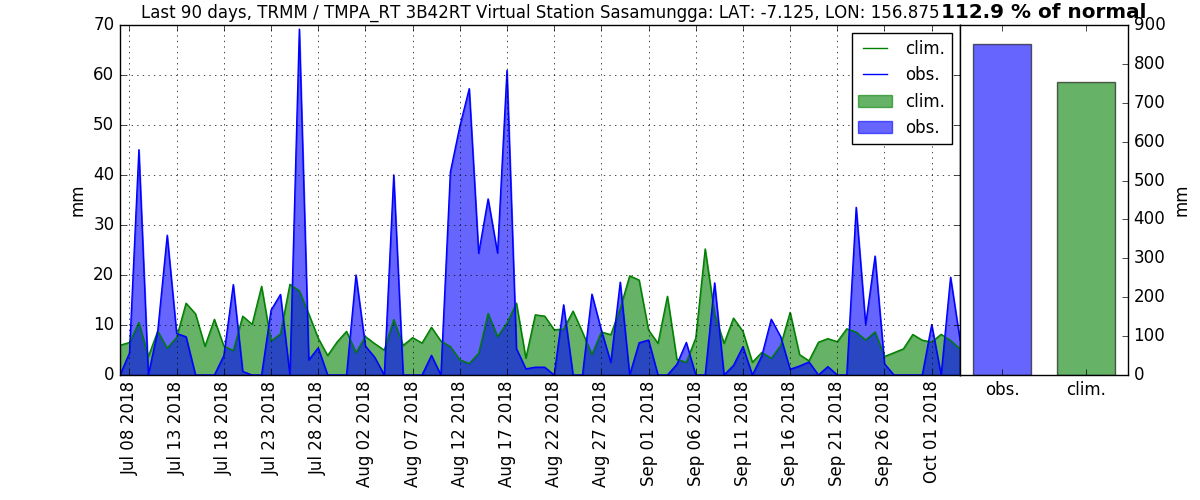 Last 90 days, TRMM / TMPA_RT 3B42RT Virtual Station Sasamungga: LAT: -7.125, LON: 156.875
112.9 % of normal
70
60
50
40
30
20
10
0
mm
clim.
obs.
clim.
obs.
Jul 08 2018
Jul 13 2018
Jul 18 2018
Jul 23 2018
Jul 28 2018
Aug 02 2018
Aug 07 2018
Aug 12 2018
Aug 17 2018
Aug 22 2018
Aug 27 2018
Sep 01 2018
Sep 06 2018
Sep 11 2018
Sep 16 2018
Sep 21 2018
Sep 26 2018
Oct 01 2018
900
800
700
600
500
400
300
200
100
0
mm
obs.
clim.